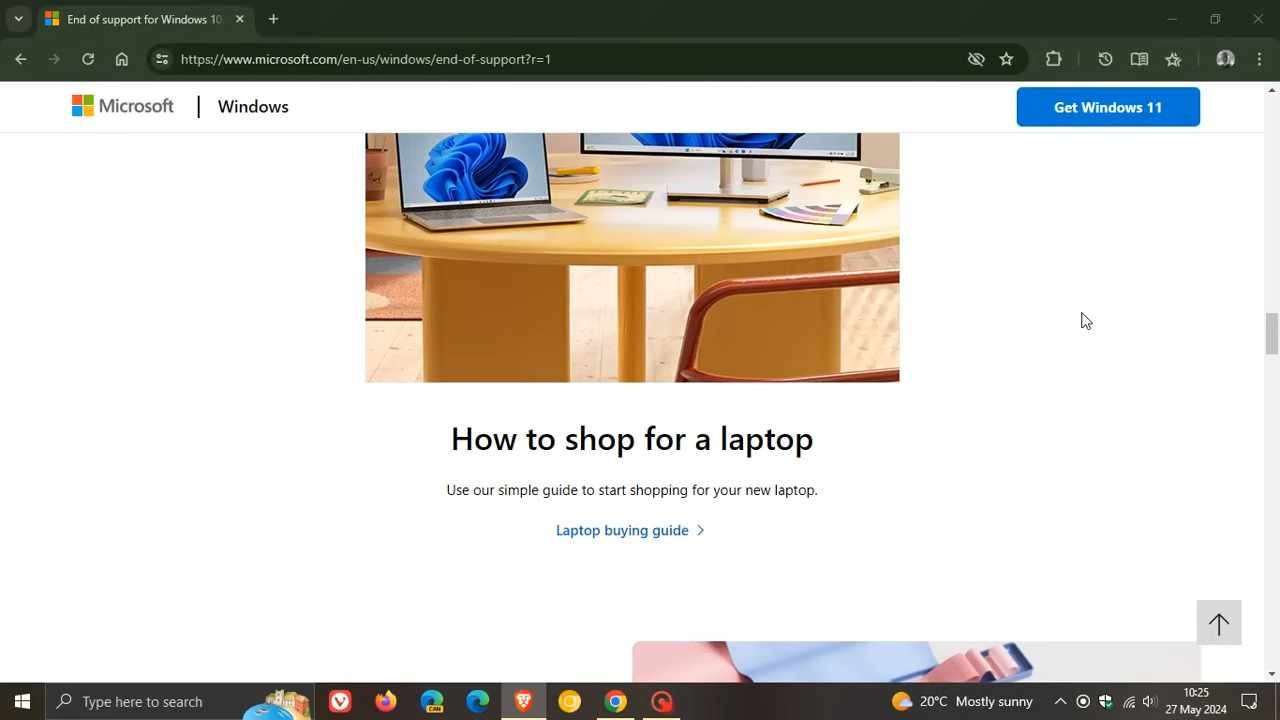 End of support for Windows 10
https://www.microsoft.com/en-us/windows/end-of-support?r=1
Microsoft
Windows
Get Windows 11
How to shop for a laptop
Use our simple guide to start shopping for your new laptop.
Laptop buying guide
Type here to search
CAN
20°C Mostly sunny
10:25
27 May 2024